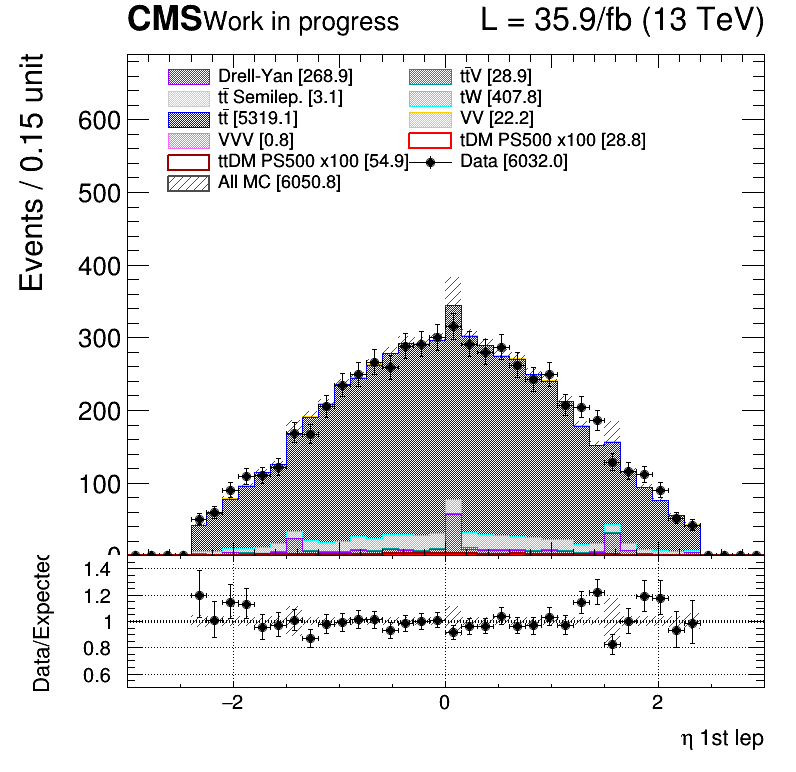 CMS Work in progress L = 35.9/fb (13 TeV)
Events / 0.15 unit
Drell-Yan [268.9] tt̄V [28.9]
tt̄ Semilep. [3.1] tW [407.8]
tt̄ [5319.1] VV [22.2]
VVV [0.8] tDM PS500 x100 [28.8]
ttDM PS500 x100 [54.9] Data [6032.0]
All MC [6050.8]
600
500
400
300
200
100
0
Data/Expected
1.4
1.2
1
0.8
0.6
−2 0 2
η 1st lep